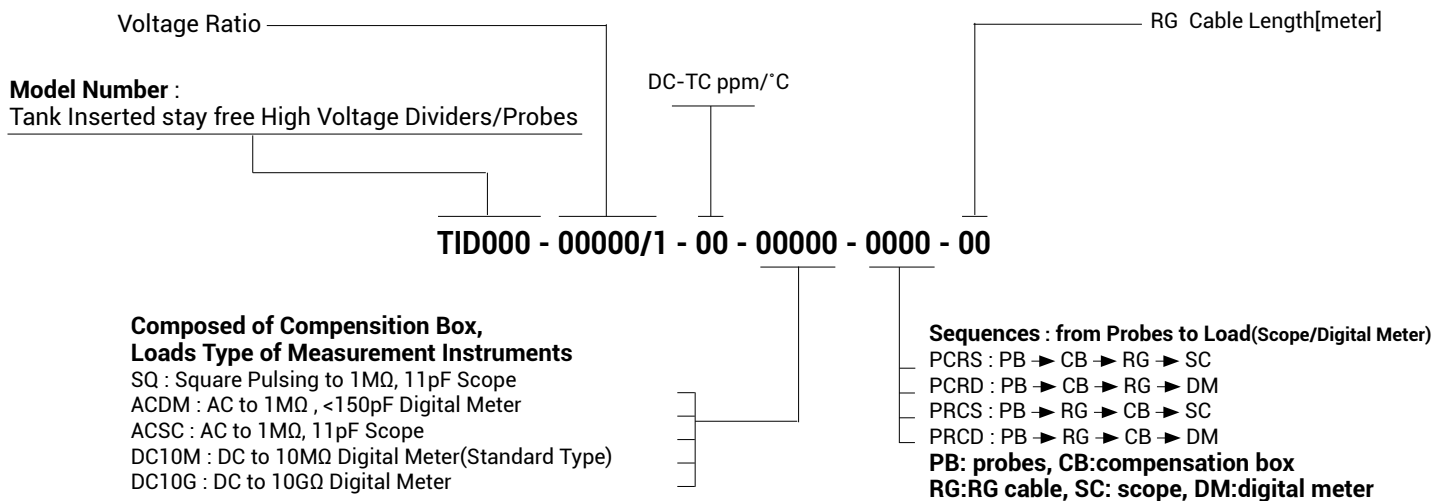 Voltage Ratio
RG Cable Length[meter]
DC-TC ppm/˚C
Model Number :
Tank Inserted stay free High Voltage Dividers/Probes
TID000 - 00000/1 - 00 - 00000 - 0000 - 00
Composed of Compensition Box,
Loads Type of Measurement Instruments
SQ : Square Pulsing to 1MΩ, 11pF Scope
ACDM : AC to 1MΩ , <150pF Digital Meter
ACSC : AC to 1MΩ, 11pF Scope
DC10M : DC to 10MΩ Digital Meter(Standard Type)
DC10G : DC to 10GΩ Digital Meter
Sequences : from Probes to Load(Scope/Digital Meter)
PCRS : PB → CB → RG → SC
PCRD : PB → CB → RG → DM
PRCS : PB → RG → CB → SC
PRCD : PB → RG → CB → DM
PB: probes, CB:compensation box
RG:RG cable, SC: scope, DM:digital meter